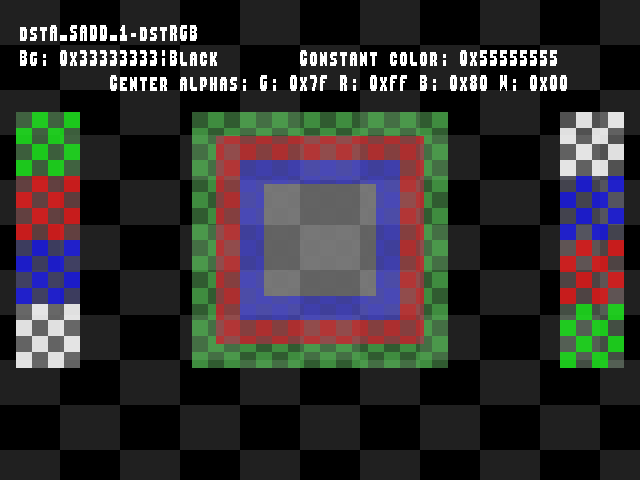 dstA_SADD_1-dstRGB
Bg: 0x33333333¦Black Constant color: 0x55555555
Center alphas: G: 0x7F R: 0xFF B: 0x80 W: 0x00